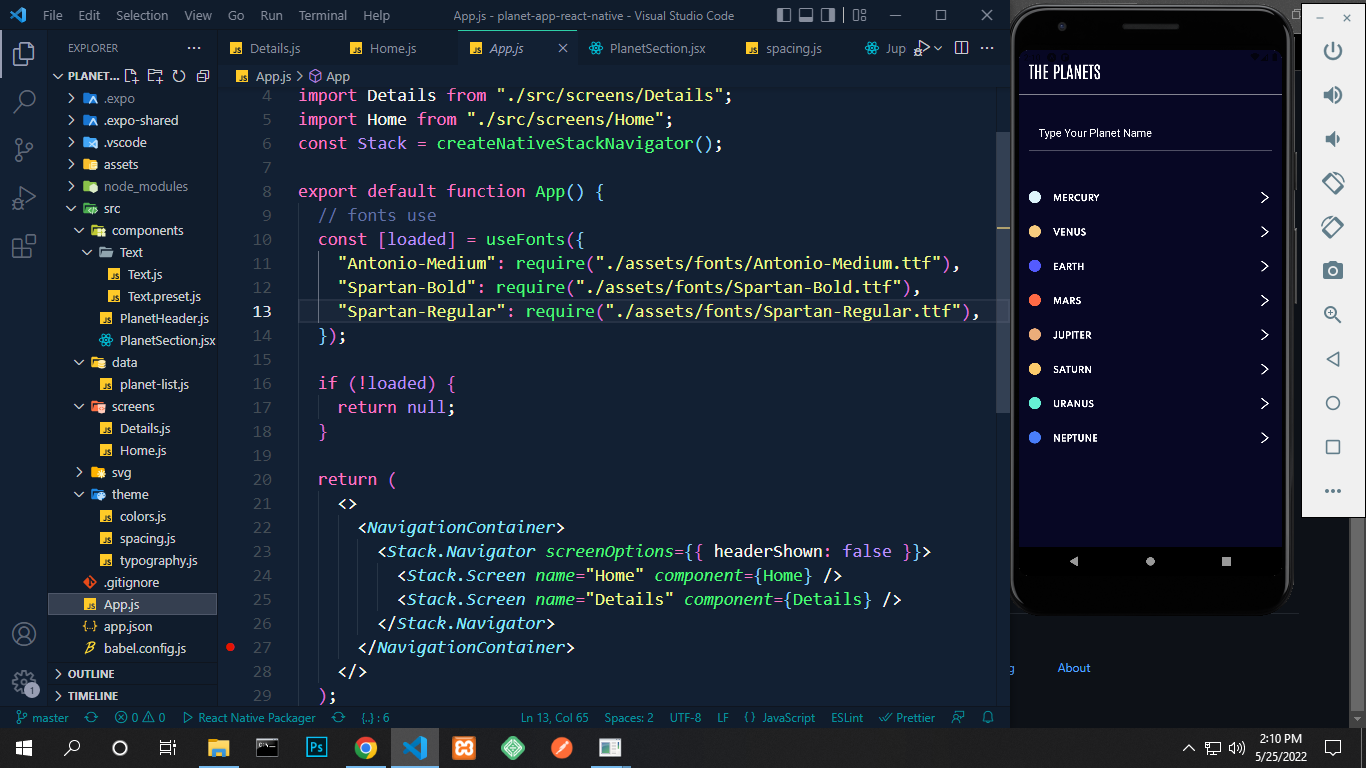 File Edit Selection View Go Run Terminal Help
App.js - planet-app-react-native - Visual Studio Code
EXPLORER
PLANET...
.expo
.expo-shared
.vscode
assets
node_modules
src
components
Text
Text.js
Text.preset.js
PlanetHeader.js
PlanetSection.jsx
data
planet-list.js
screens
Details.js
Home.js
svg
theme
colors.js
spacing.js
typography.js
.gitignore
App.js
app.json
babel.config.js
OUTLINE
TIMELINE
1
Details.js Home.js App.js PlanetSection.jsx spacing.js Jup
App.js > App
4 import Details from "./src/screens/Details";
5 import Home from "./src/screens/Home";
6 const Stack = createNativeStackNavigator();
7
8 export default function App() {
9 // fonts use
10 const [loaded] = useFonts({
11 "Antonio-Medium": require("./assets/fonts/Antonio-Medium.ttf"),
12 "Spartan-Bold": require("./assets/fonts/Spartan-Bold.ttf"),
13 "Spartan-Regular": require("./assets/fonts/Spartan-Regular.ttf"),
14 });
15
16 if (!loaded) {
17 return null;
18 }
19
20 return (
21 <>
22 <NavigationContainer>
23 <Stack.Navigator screenOptions={{ headerShown: false }}>
24 <Stack.Screen name="Home" component={Home} />
25 <Stack.Screen name="Details" component={Details} />
26 </Stack.Navigator>
27 </NavigationContainer>
28 </>
29 );
master 0 0 React Native Packager {..} : 6 Ln 13, Col 65 Spaces: 2 UTF-8 LF {} JavaScript ESLint Prettier
THE PLANETS
Type Your Planet Name
MERCURY
VENUS
EARTH
MARS
JUPITER
SATURN
URANUS
NEPTUNE
g About
Ps
2:10 PM
5/25/2022